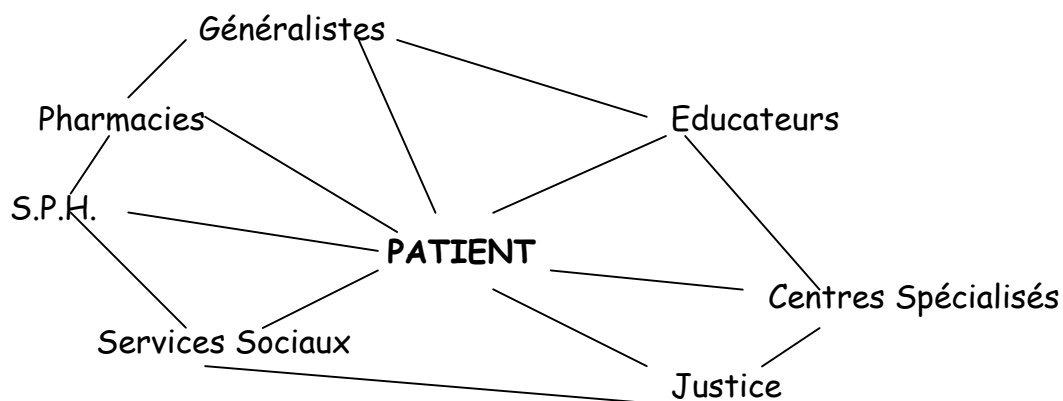 Généralistes
Pharmacies
Educateurs
S.P.H.
PATIENT
Centres Spécialisés
Services Sociaux
Justice